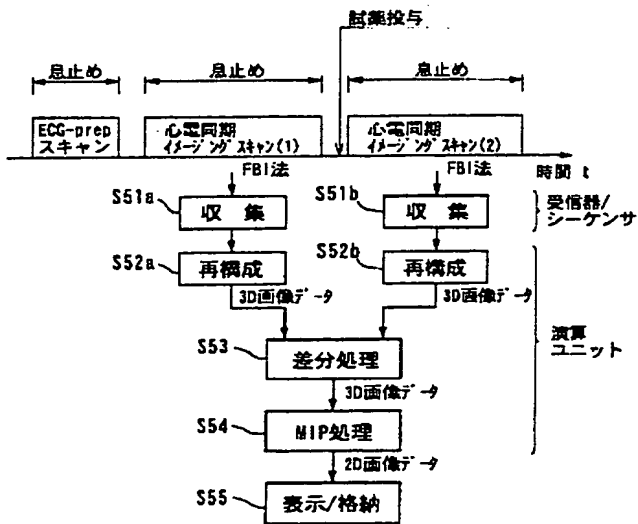 試薬投与
息止め
息止め
息止め
ECG-prep
スキャン
心電同期
イメージングスキャン(1)
心電同期
イメージングスキャン(2)
時間 t
FBI法
FBI法
S51a
収 集
S51b
収 集
受信器/
シーケンサ
S52a
再構成
S52b
再構成
3D画像データ
3D画像データ
S53
差分処理
演算
ユニット
3D画像データ
S54
MIP処理
2D画像データ
S55
表示/格納